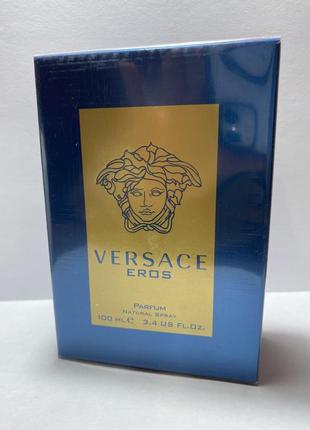 VERSACE
EROS
PARFUM
NATURAL SPRAY
100 ML ℮ 3.4 US FL.OZ.